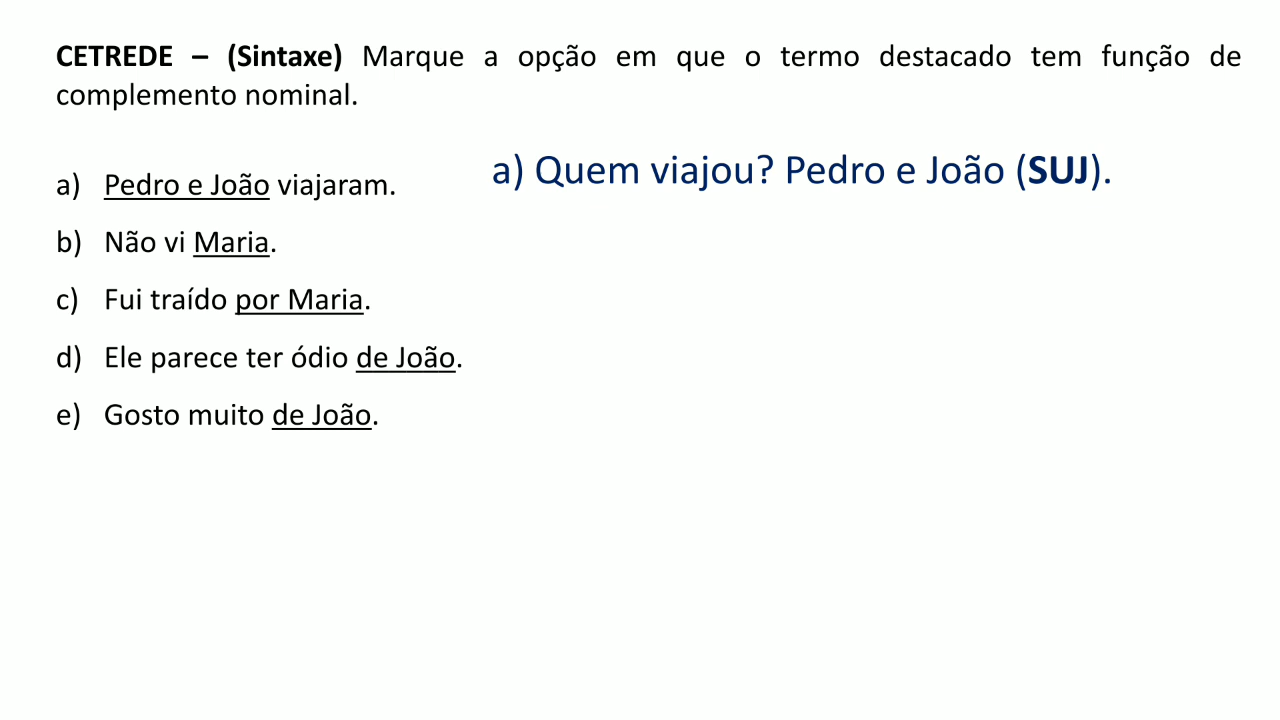 CETREDE – (Sintaxe) Marque a opção em que o termo destacado tem função de
complemento nominal.
a) Pedro e João viajaram.
a) Quem viajou? Pedro e João (SUJ).
b) Não vi Maria.
c) Fui traído por Maria.
d) Ele parece ter ódio de João.
e) Gosto muito de João.